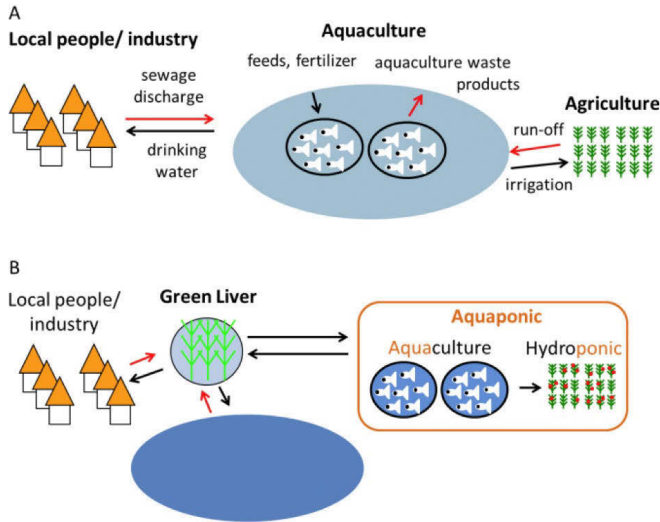 A
Local people/ industry
Aquaculture
feeds, fertilizer
aquaculture waste
products
sewage
discharge
drinking
water
Agriculture
run-off
irrigation
B
Local people/
industry
Green Liver
Aquaponic
Aquaculture
Hydroponic